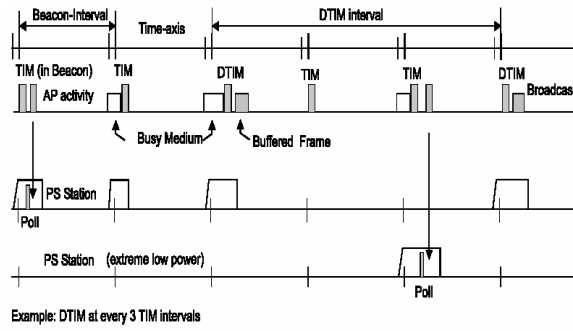 Beacon-Interval
Time-axis
DTIM interval
TIM (in Beacon)
TIM
DTIM
TIM
TIM
DTIM
AP activity
Broadcas
Busy Medium
Buffered Frame
PS Station
Poll
PS Station (extreme low power)
Poll
Example: DTIM at every 3 TIM intervals